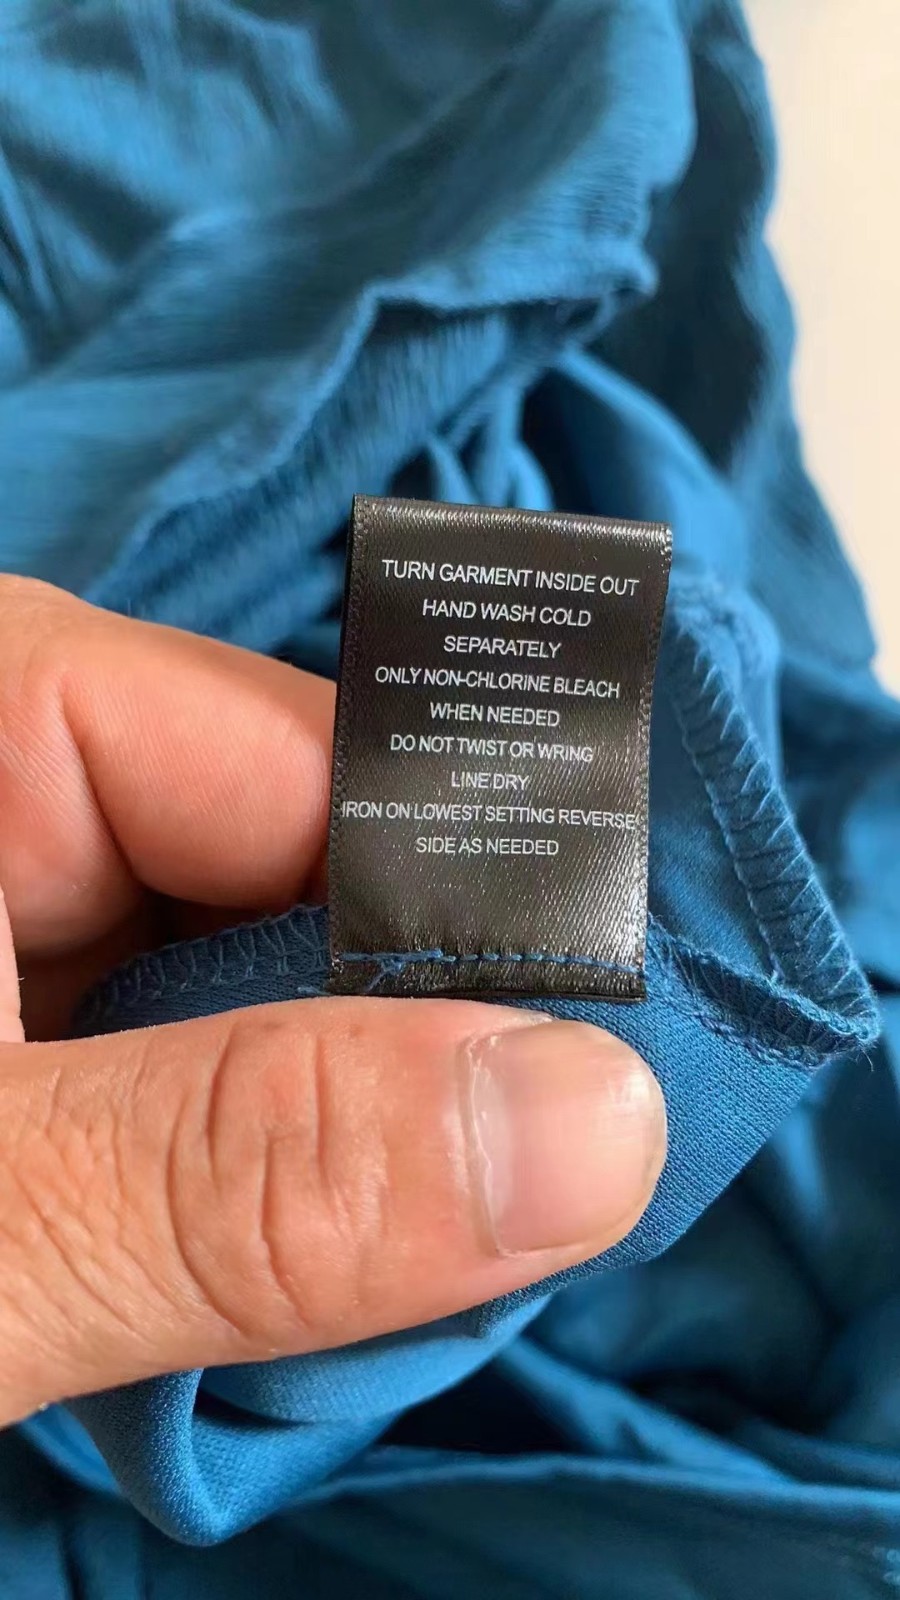 TURN GARMENT INSIDE OUT
HAND WASH COLD
SEPARATELY
ONLY NON-CHLORINE BLEACH
WHEN NEEDED
DO NOT TWIST OR WRING
LINE DRY
IRON ON LOWEST SETTING REVERSE
SIDE AS NEEDED